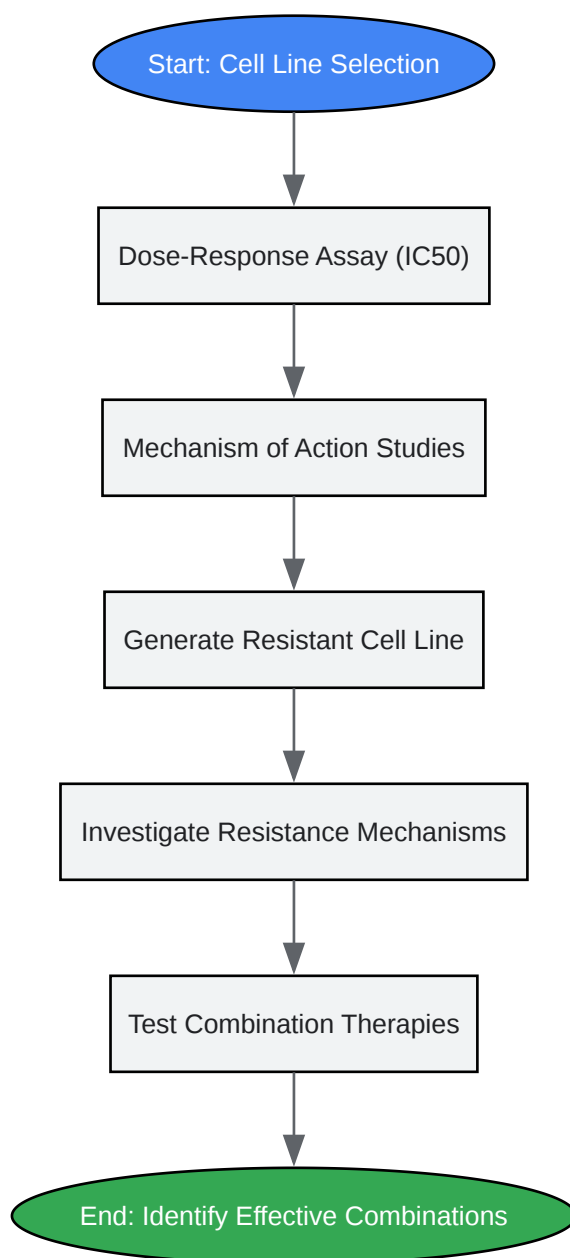 Start: Cell Line Selection
Dose-Response Assay (IC50)
Mechanism of Action Studies
Generate Resistant Cell Line
Investigate Resistance Mechanisms
Test Combination Therapies
End: Identify Effective Combinations